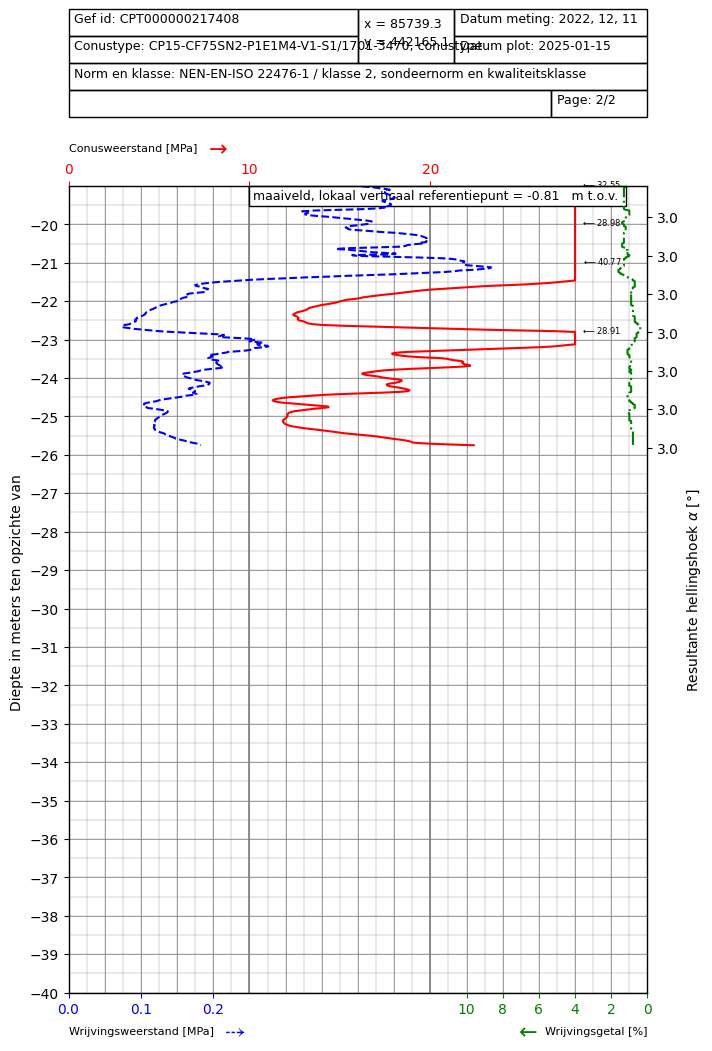 Gef id: CPT000000217408
x = 85739.3
y = 442165.1
Datum meting: 2022, 12, 11
Conustype: CP15-CF75SN2-P1E1M4-V1-S1/1701-3470, conustype
Datum plot: 2025-01-15
Norm en klasse: NEN-EN-ISO 22476-1 / klasse 2, sondeernorm en kwaliteitsklasse
Page: 2/2
Conusweerstand [MPa] →
0 10 20
maaiveld, lokaal verticaal referentiepunt = -0.81 m t.o.v.
←32.55
3.0
−20 ←28.98
3.0
−21 ←40.77
3.0
−22
←28.91 3.0
−23
3.0
−24
3.0
−25
3.0
−26
−27
−28
−29
−30
−31
−32
−33
−34
−35
−36
−37
−38
−39
−40
Diepte in meters ten opzichte van
Resultante hellingshoek α [°]
0.0 0.1 0.2 10 8 6 4 2 0
Wrijvingsweerstand [MPa] ⇢
← Wrijvingsgetal [%]